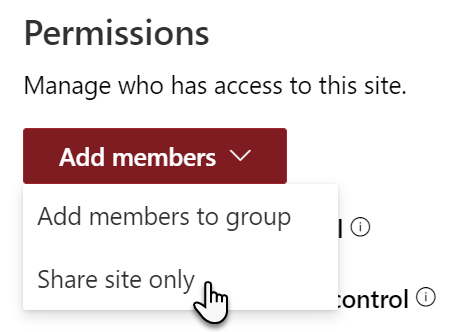 Permissions
Manage who has access to this site.
Add members
Add members to group
Share site only
control